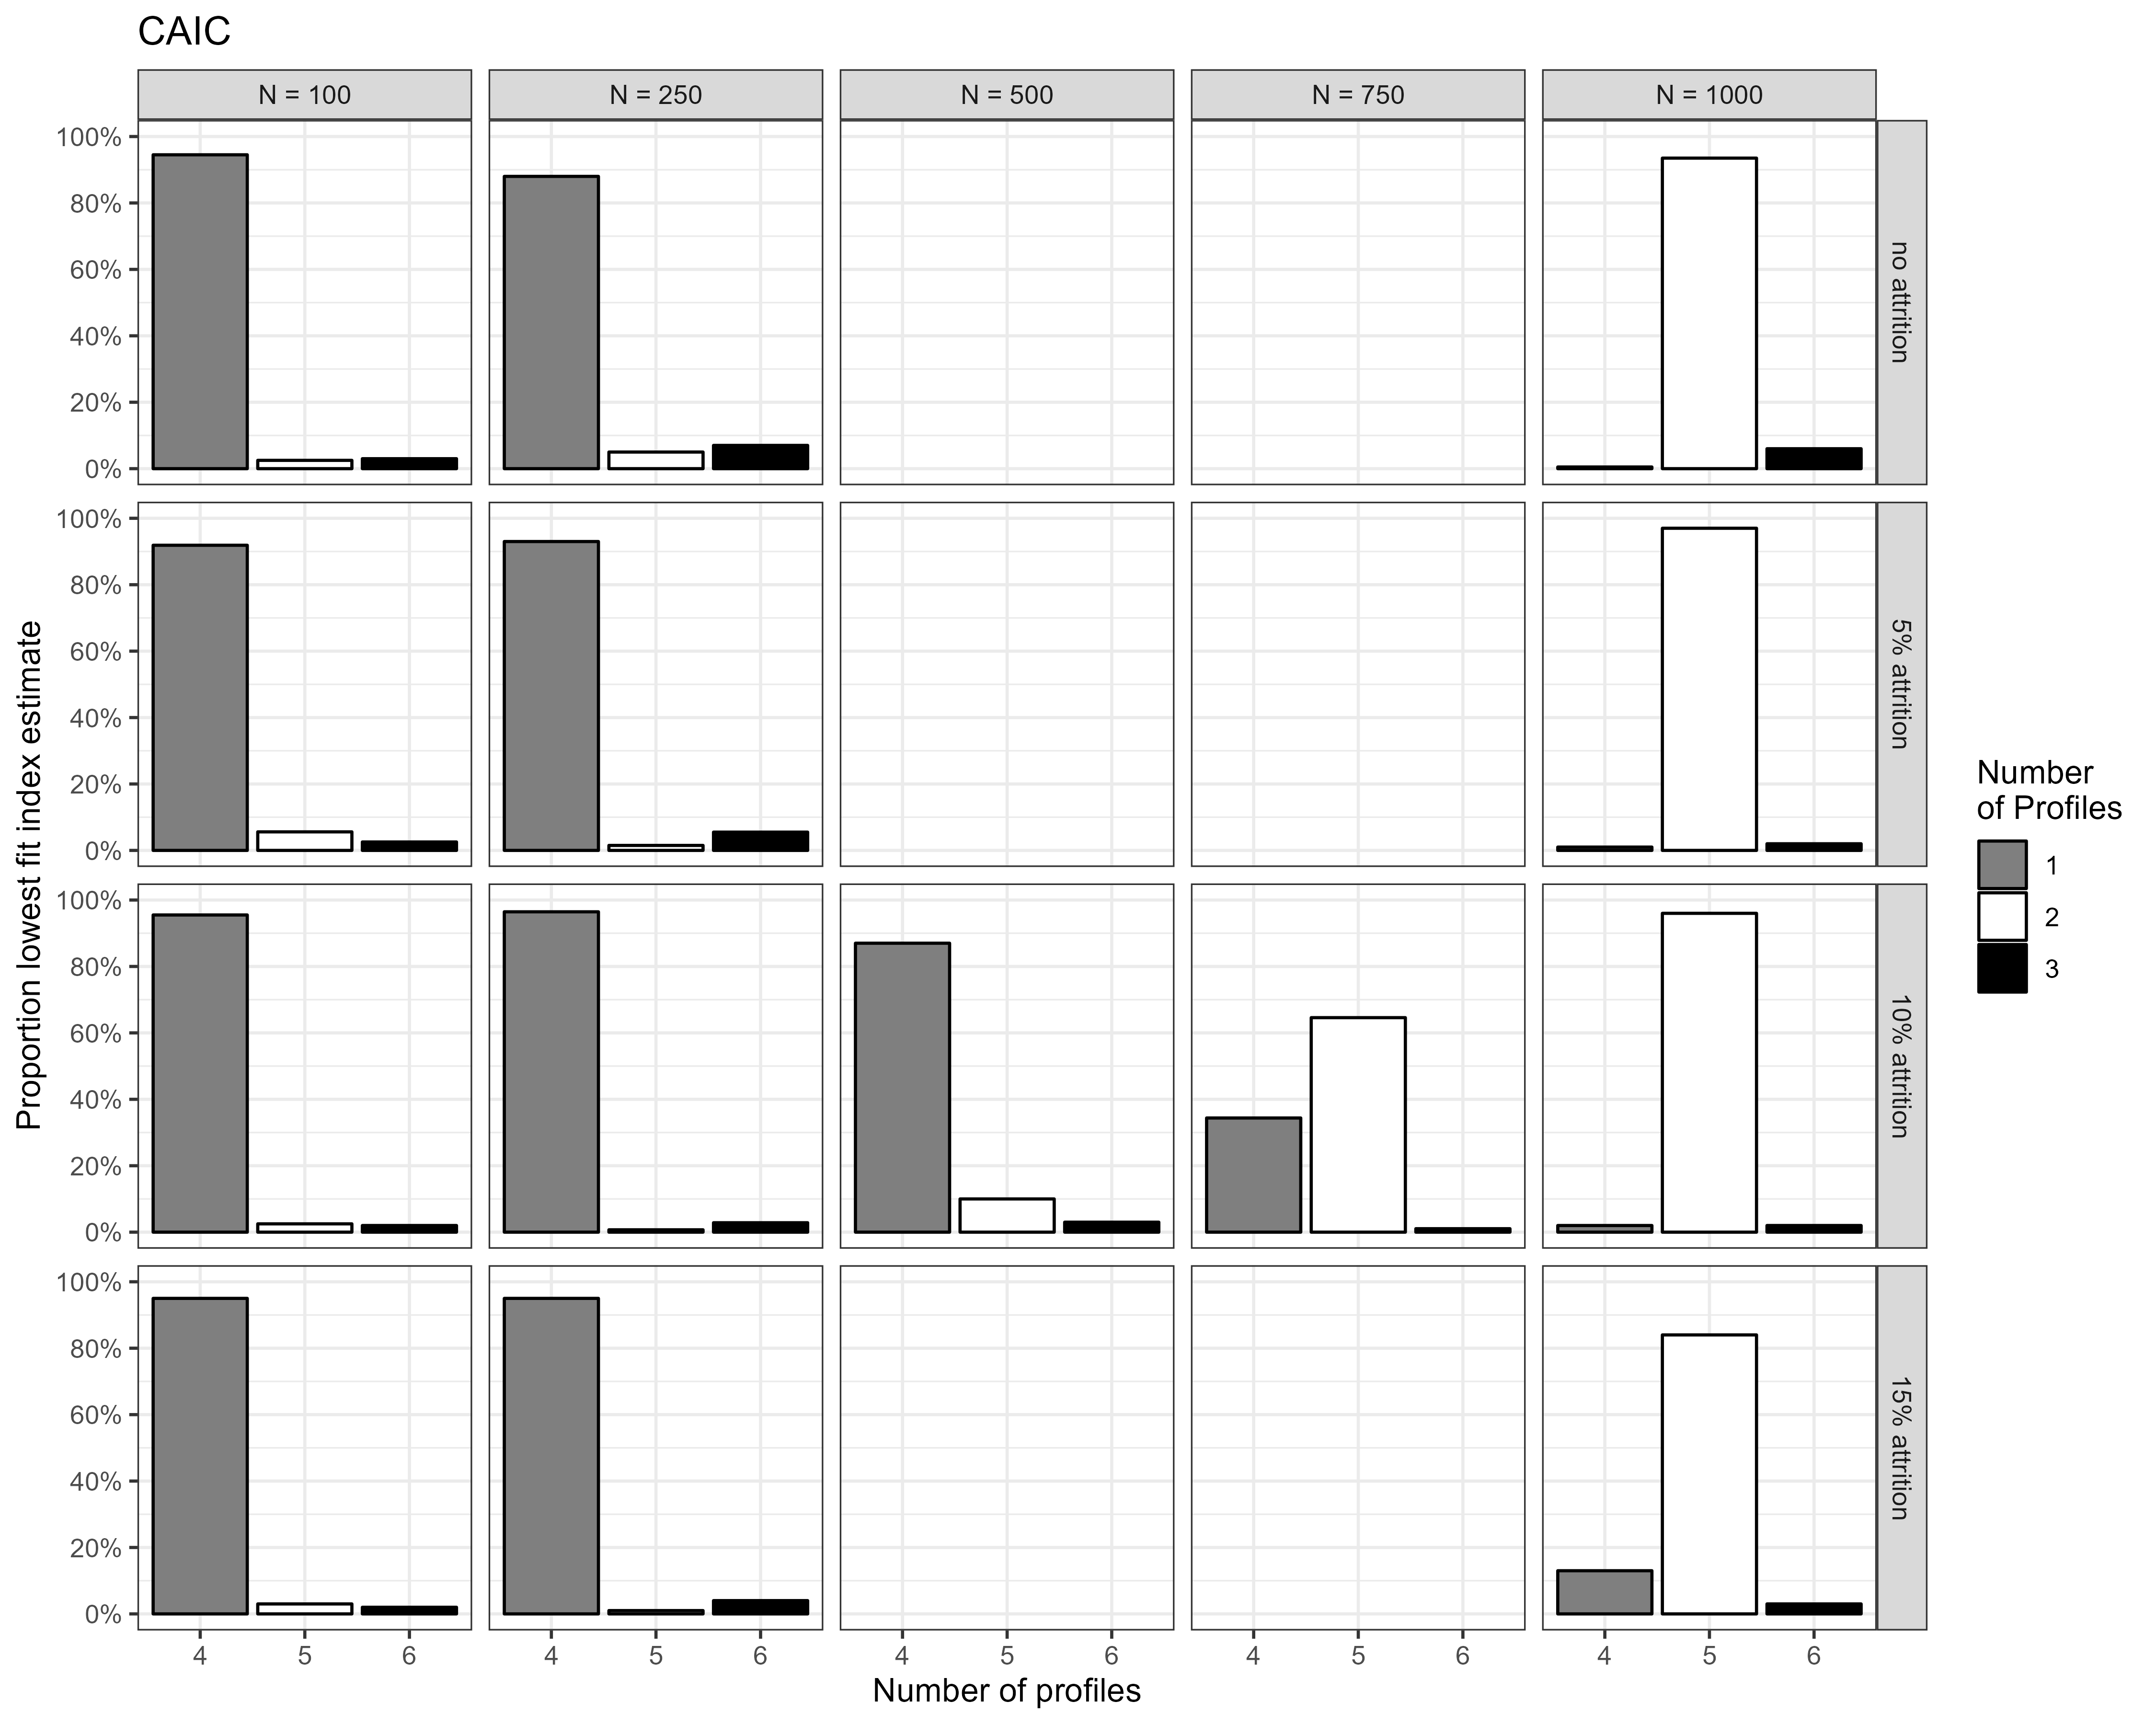 CAIC
N = 100
N = 250
N = 500
N = 750
N = 1000
Proportion lowest fit index estimate
100%
80%
60%
40%
20%
0%
no attrition
100%
80%
60%
40%
20%
0%
5% attrition
100%
80%
60%
40%
20%
0%
10% attrition
100%
80%
60%
40%
20%
0%
15% attrition
4 5 6
4 5 6
4 5 6
4 5 6
4 5 6
Number of profiles
Number
of Profiles
1
2
3